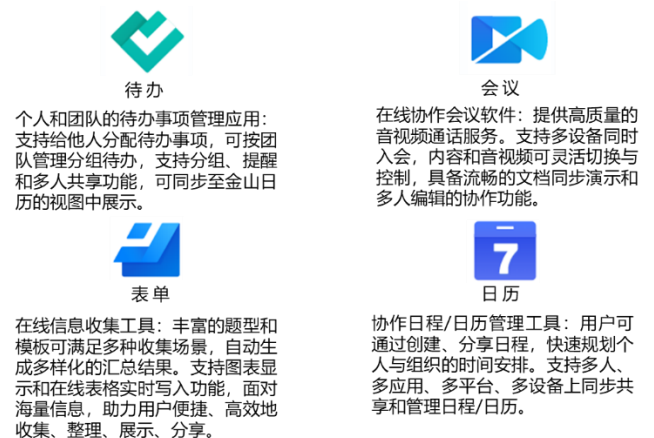 待办
个人和团队的待办事项管理应用：
支持给他人分配待办事项，可按团
队管理分组待办，支持分组、提醒
和多人共享功能，可同步至金山日
历的视图中展示。
会议
在线协作会议软件：提供高质量的
音视频通话服务。支持多设备同时
入会，内容和音视频可灵活切换与
控制，具备流畅的文档同步演示和
多人编辑的协作功能。
表单
在线信息收集工具：丰富的题型和
模板可满足多种收集场景，自动生
成多样化的汇总结果。支持图表显
示和在线表格实时写入功能，面对
海量信息，助力用户便捷、高效地
收集、整理、展示、分享。
7
日历
协作日程/日历管理工具：用户可
通过创建、分享日程，快速规划个
人与组织的时间安排。支持多人、
多应用、多平台、多设备上同步共
享和管理日程/日历。